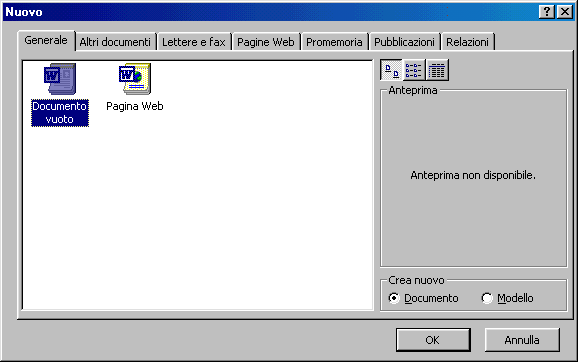 Nuovo
Generale Altri documenti Lettere e fax Pagine Web Promemoria Pubblicazioni Relazioni
Documento
vuoto
Pagina Web
Anteprima
Anteprima non disponibile.
Crea nuovo
Documento Modello
OK Annulla